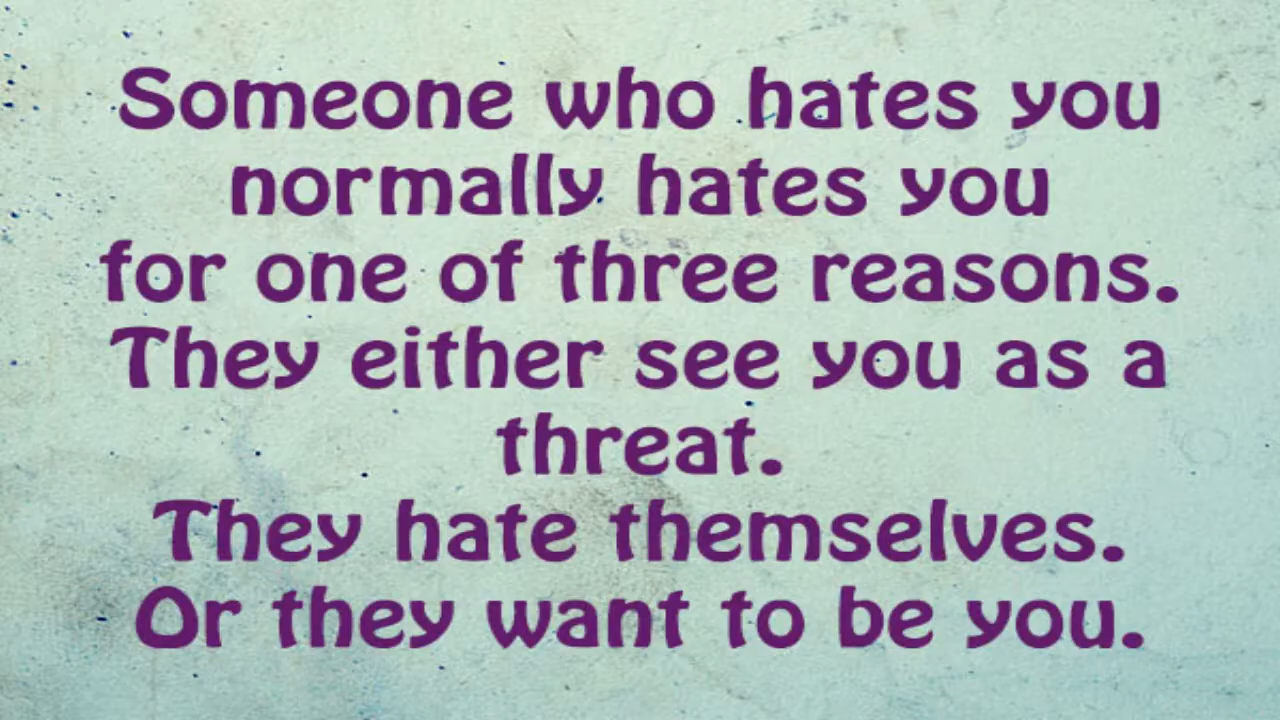 Someone who hates you
normally hates you
for one of three reasons.
They either see you as a
threat.
They hate themselves.
Or they want to be you.